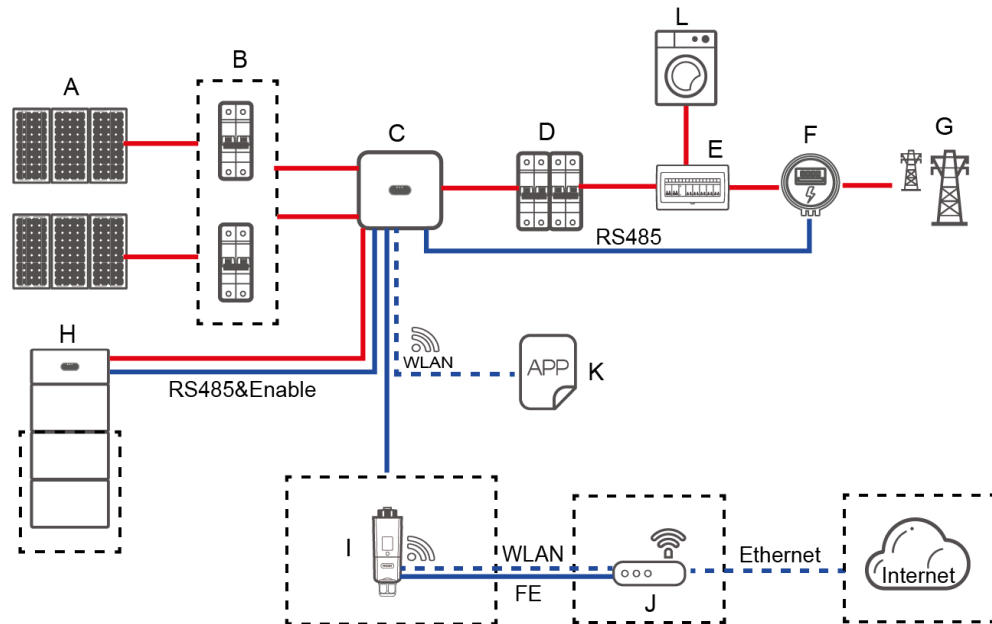 L
B
A
C
D
E
F
G
RS485
H
WLAN
APP
K
RS485&Enable
I
WLAN
FE
J
Ethernet
Internet